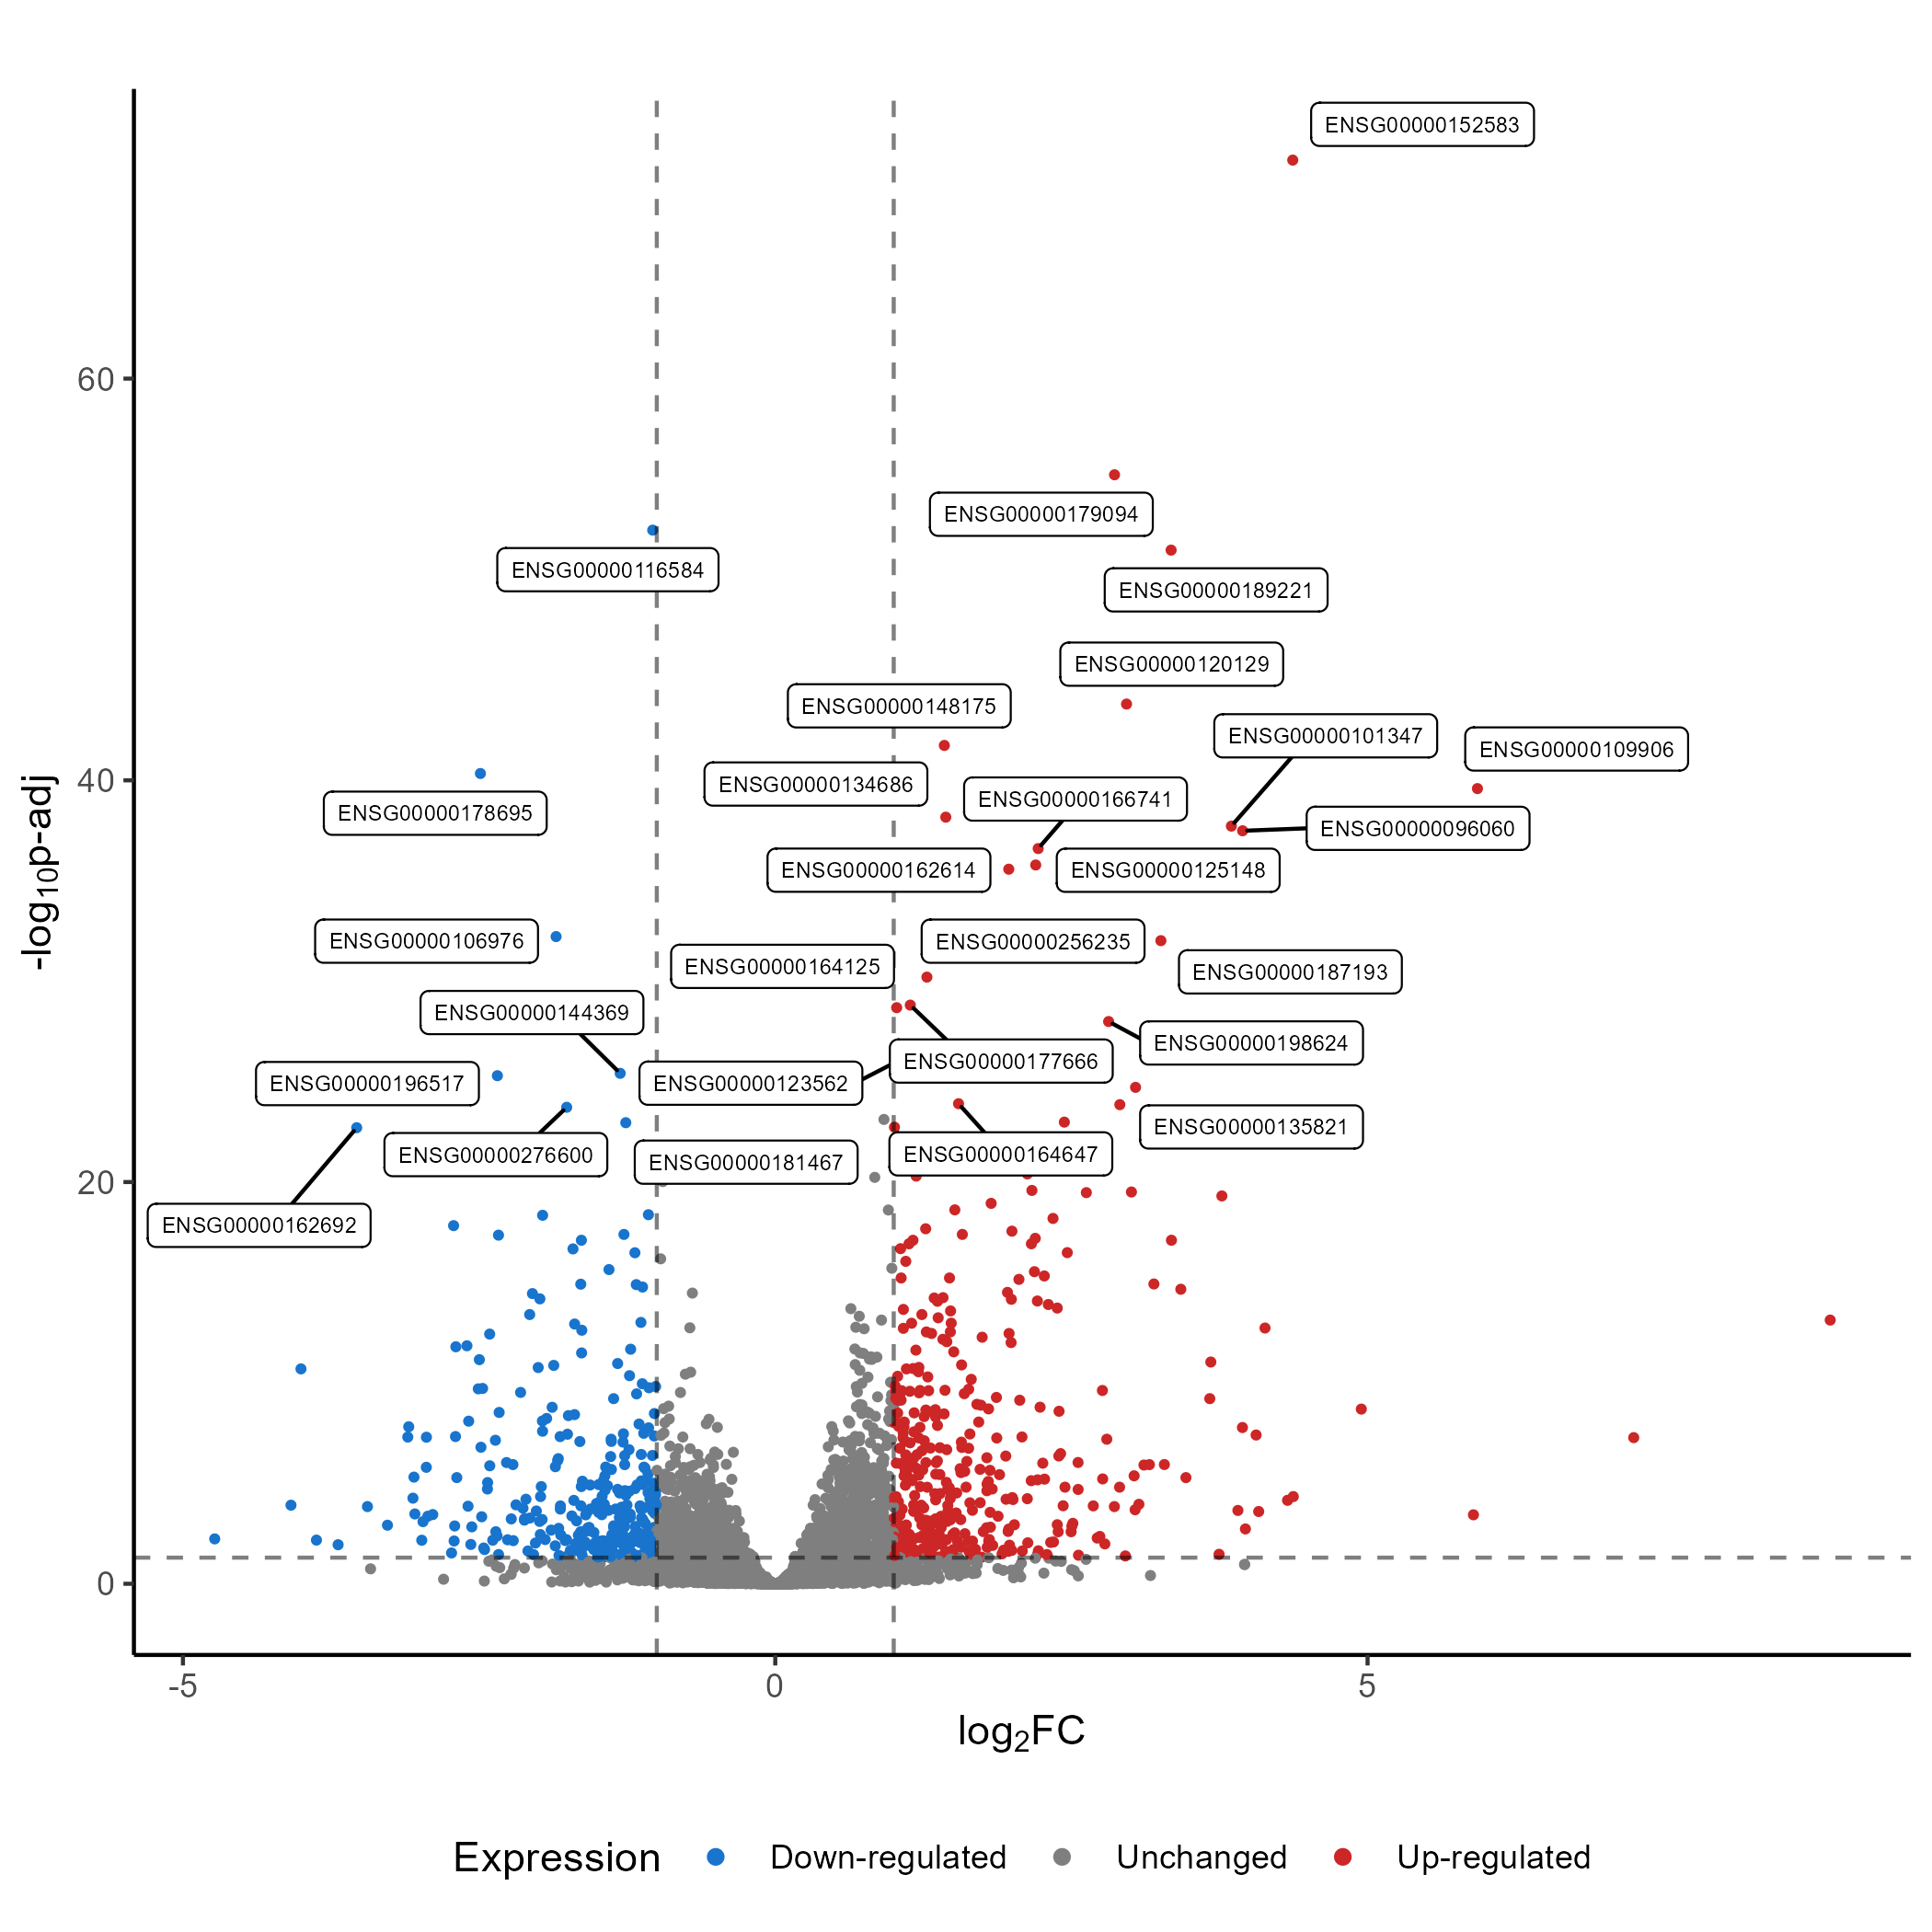 ENSG00000152583
60
ENSG00000179094
ENSG00000116584
ENSG00000189221
ENSG00000120129
ENSG00000148175
ENSG00000101347
ENSG00000109906
40
ENSG00000134686
ENSG00000166741
ENSG00000178695
ENSG00000096060
ENSG00000162614
ENSG00000125148
-log10p-adj
ENSG00000106976
ENSG00000256235
ENSG00000164125
ENSG00000187193
ENSG00000144369
ENSG00000198624
ENSG00000177666
ENSG00000196517
ENSG00000123562
ENSG00000135821
ENSG00000276600
ENSG00000164647
ENSG00000181467
20
ENSG00000162692
0
-5
0
5
log2FC
Expression Down-regulated Unchanged Up-regulated